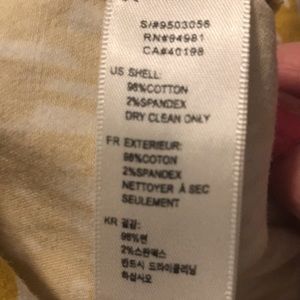 S/#9503056
RN#94981
CA#40198
US SHELL:
98%COTTON
2%SPANDEX
DRY CLEAN ONLY
FR EXTERIEUR:
98%COTON
2%SPANDEX
NETTOYER À SEC
SEULEMENT
KR 겉감:
98%면
2%스판덱스
반드시 드라이클리닝
하십시오